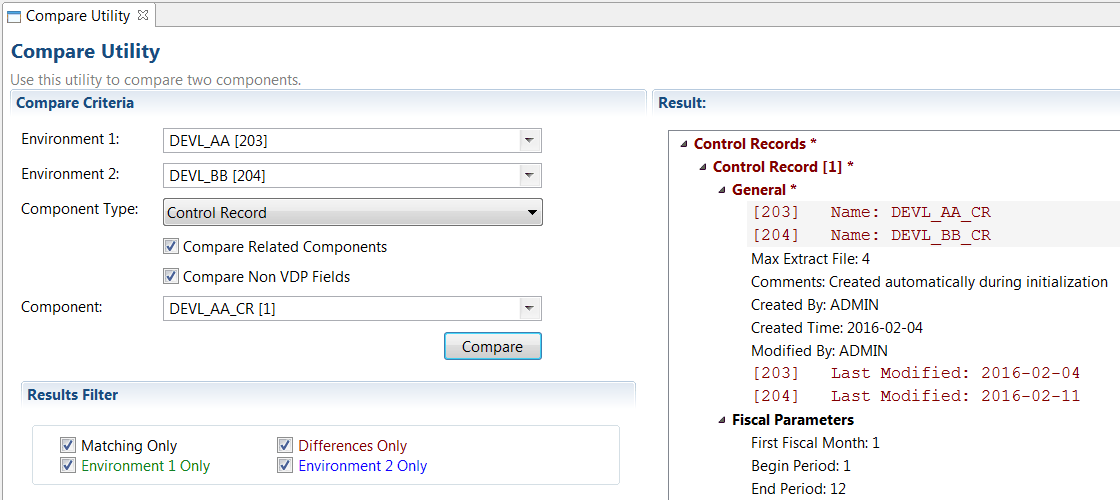 Compare Utility
Compare Utility
Use this utility to compare two components.
Compare Criteria
Environment 1:
DEVL_AA [203]
Environment 2:
DEVL_BB [204]
Component Type:
Control Record
Compare Related Components
Compare Non VDP Fields
Component:
DEVL_AA_CR [1]
Compare
Results Filter
Matching Only
Differences Only
Environment 1 Only
Environment 2 Only
Result:
Control Records *
Control Record [1] *
General *
[203] Name: DEVL_AA_CR
[204] Name: DEVL_BB_CR
Max Extract File: 4
Comments: Created automatically during initialization
Created By: ADMIN
Created Time: 2016-02-04
Modified By: ADMIN
[203] Last Modified: 2016-02-04
[204] Last Modified: 2016-02-11
Fiscal Parameters
First Fiscal Month: 1
Begin Period: 1
End Period: 12